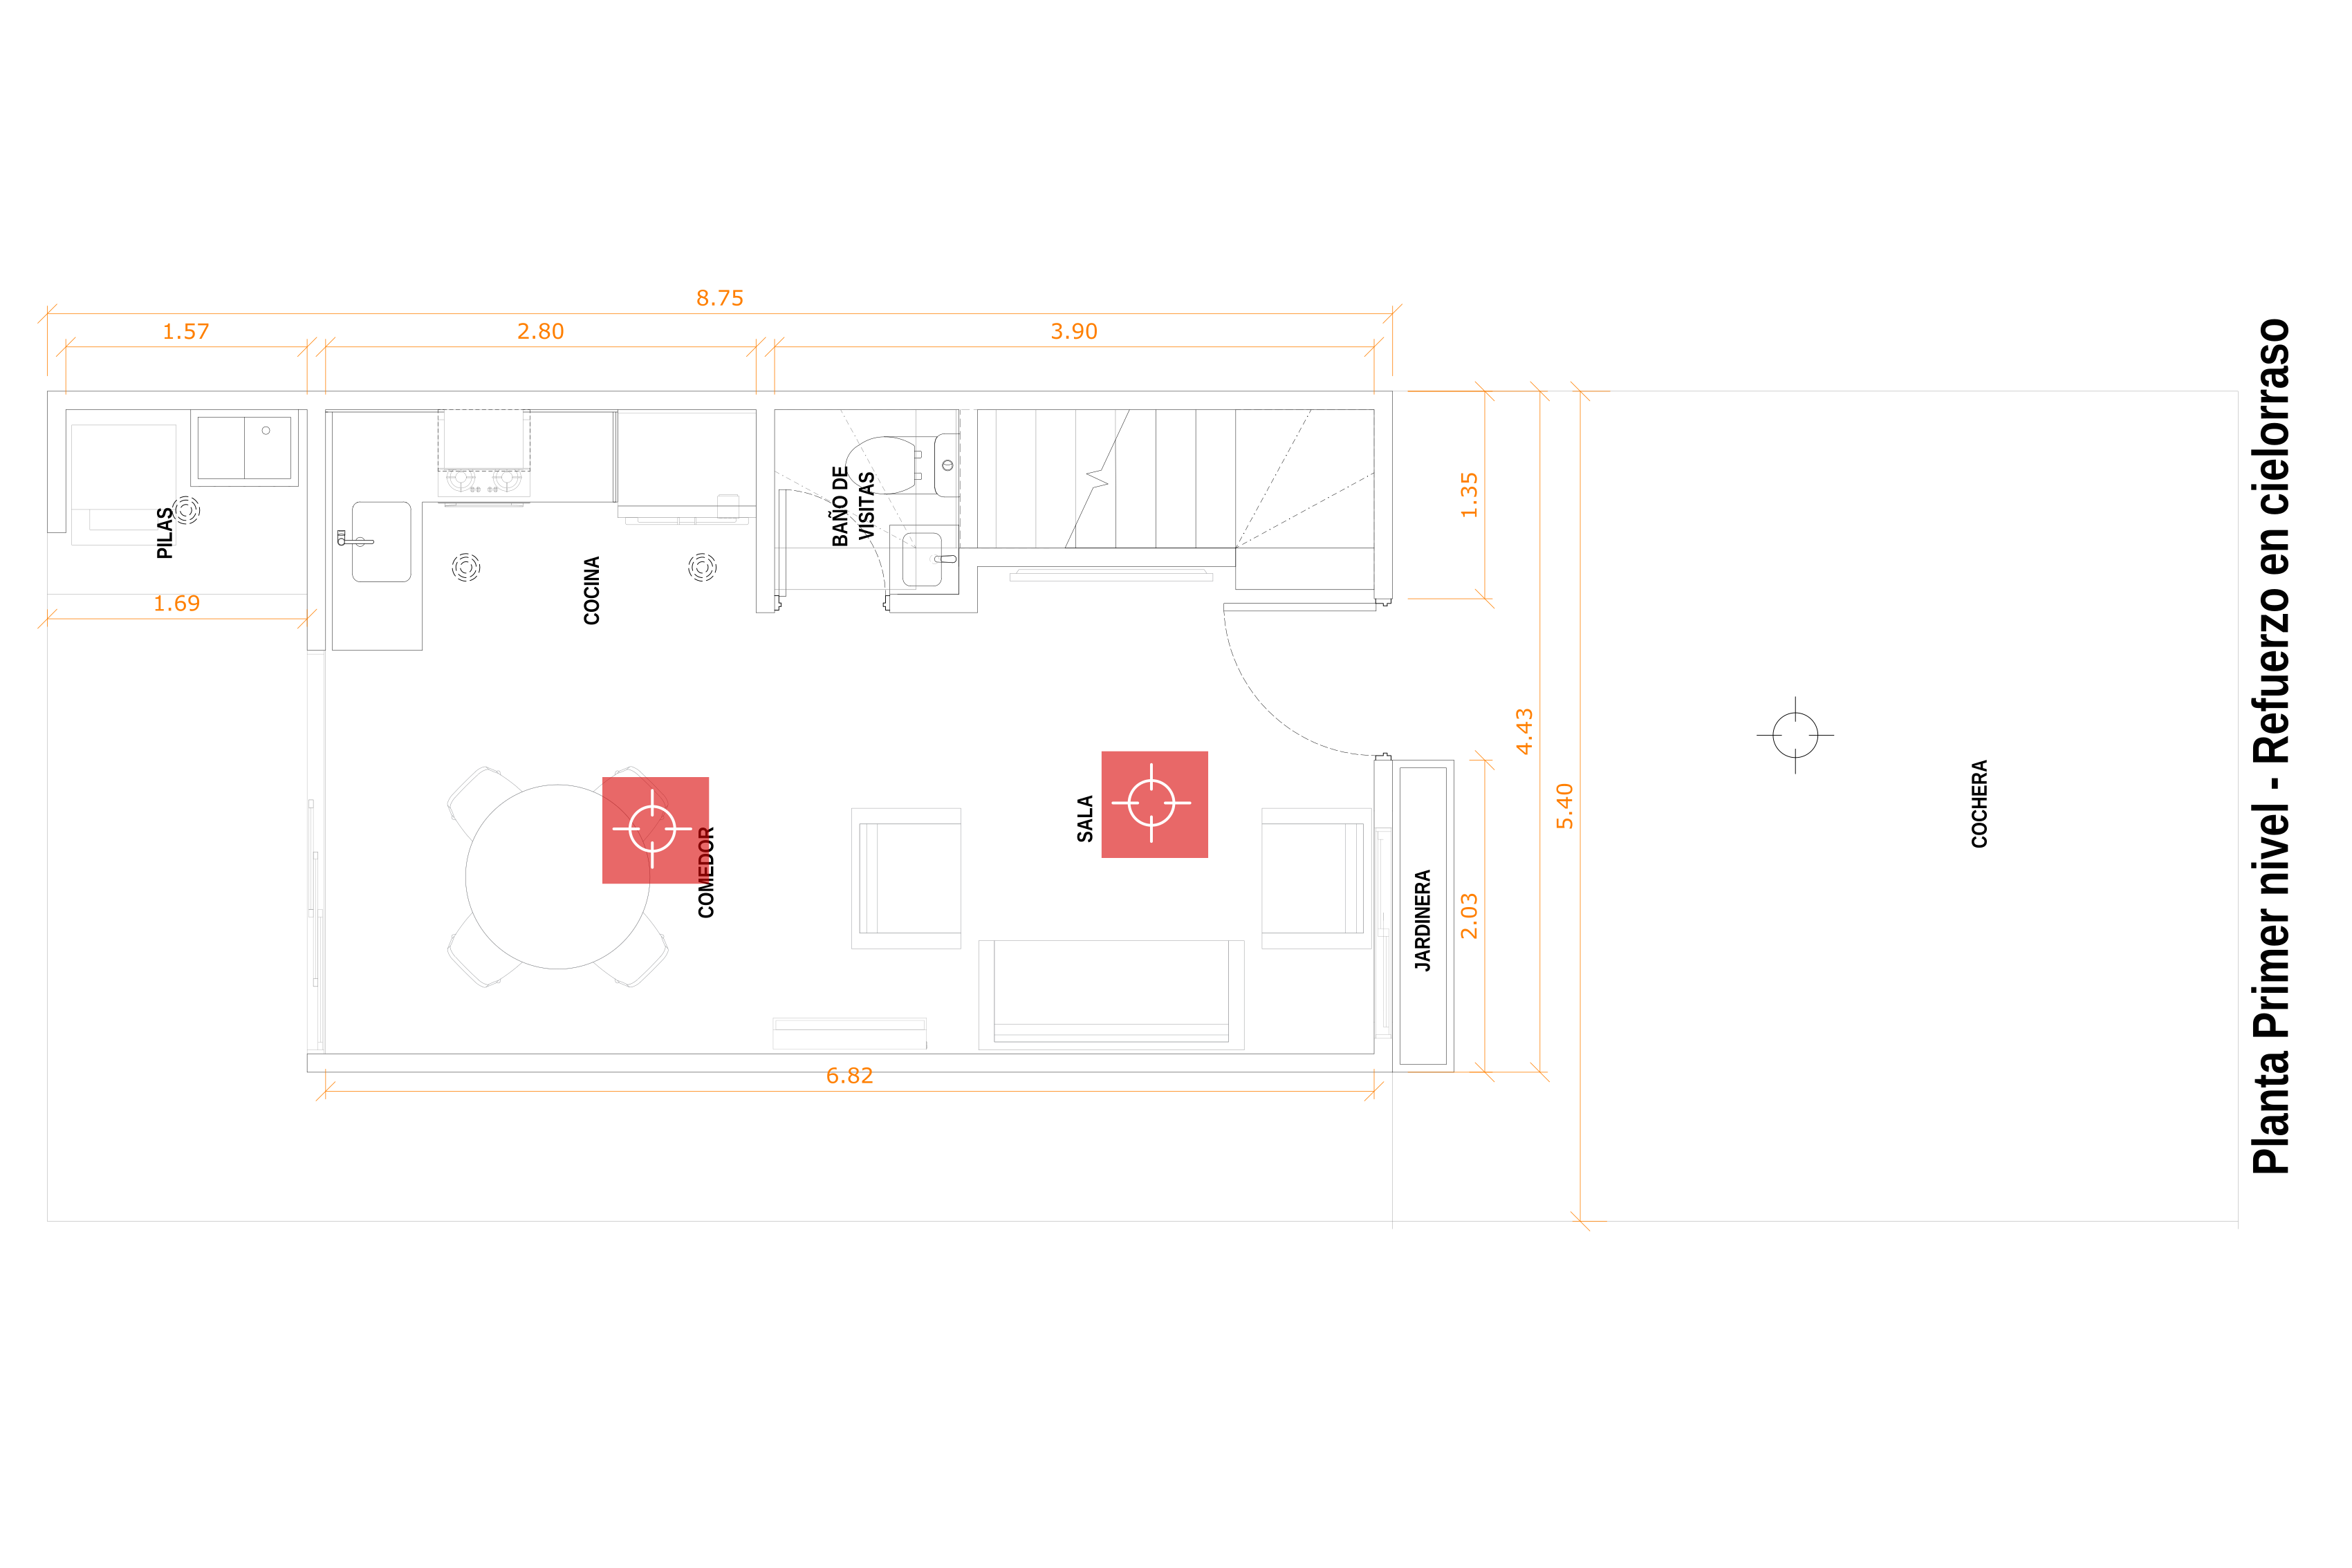 8.75
1.57
2.80
3.90
PILAS
1.69
COCINA
BAÑO DE
VISITAS
1.35
4.43
5.40
COMEDOR
SALA
JARDINERA
2.03
COCHERA
6.82
Planta Primer nivel - Refuerzo en cielorraso